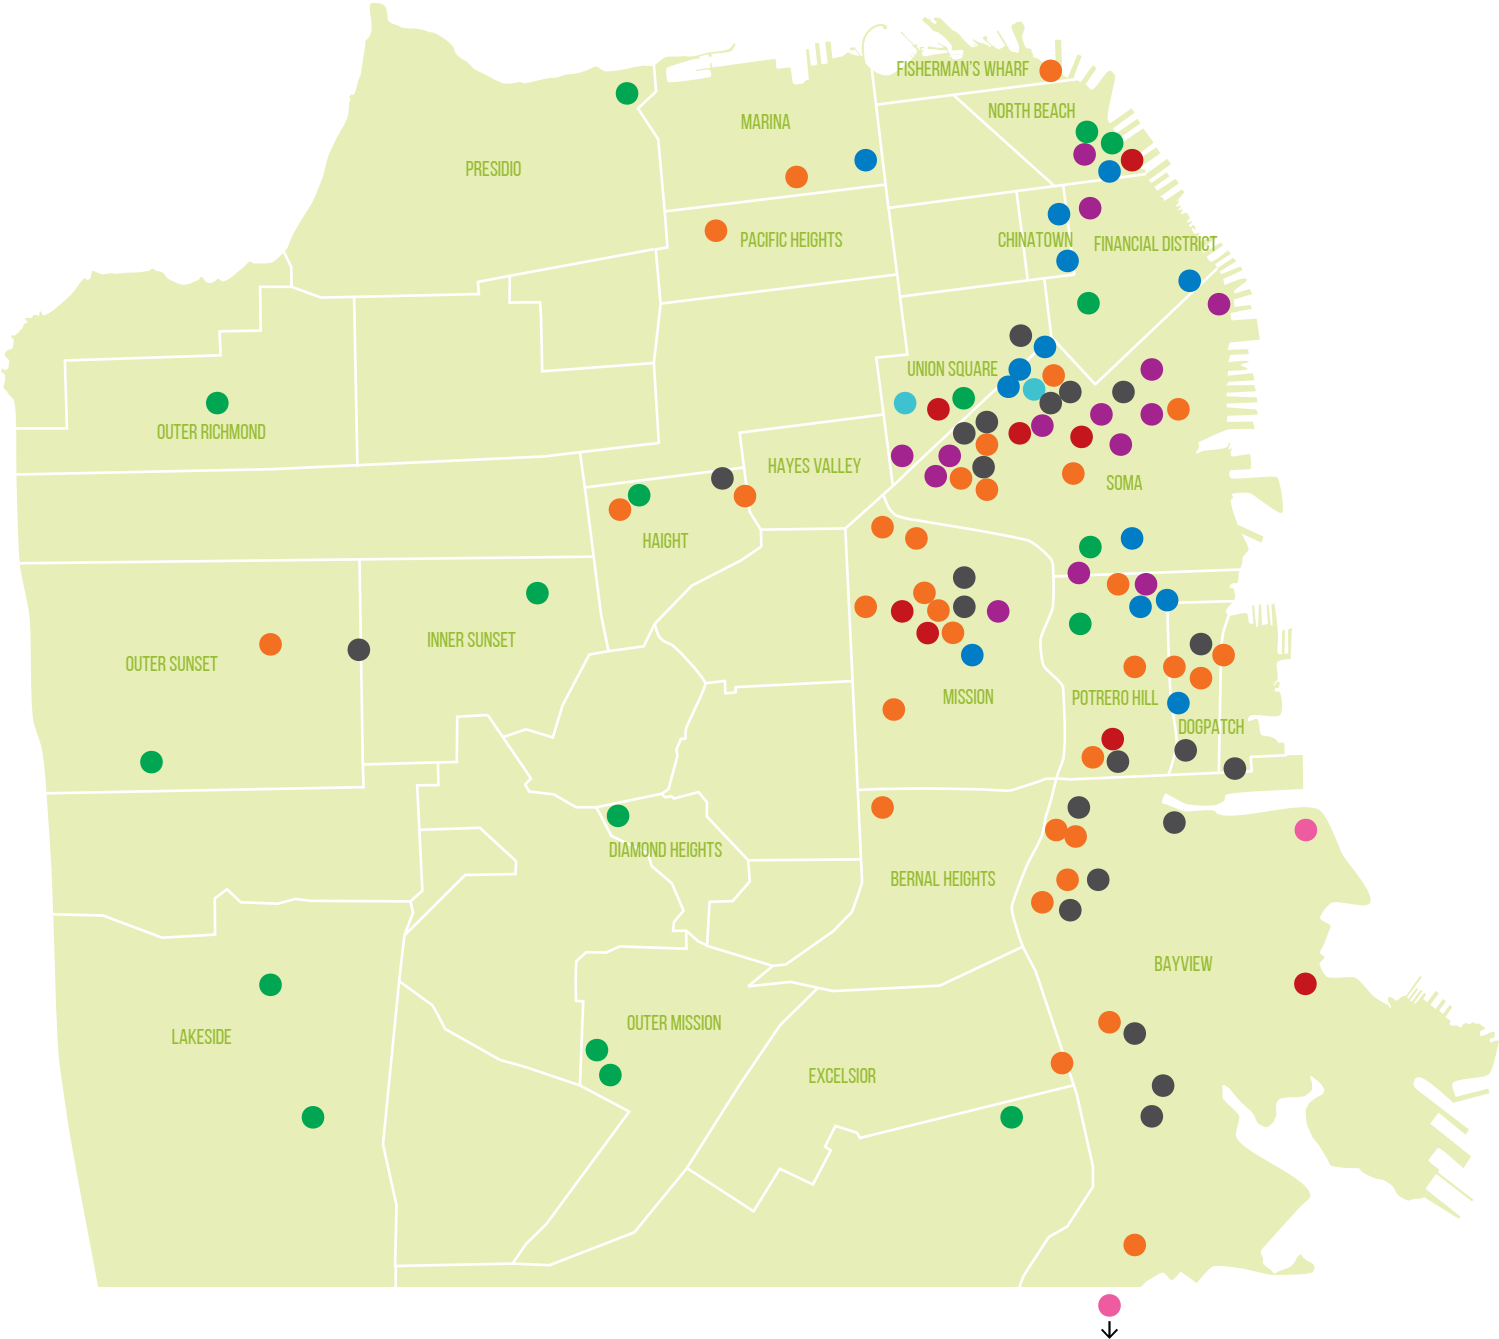 FISHERMAN'S WHARF
NORTH BEACH
MARINA
PRESIDIO
PACIFIC HEIGHTS
CHINATOWN
FINANCIAL DISTRICT
UNION SQUARE
OUTER RICHMOND
HAYES VALLEY
SOMA
HAIGHT
INNER SUNSET
OUTER SUNSET
MISSION
POTRERO HILL
DOGPATCH
DIAMOND HEIGHTS
BERNAL HEIGHTS
BAYVIEW
OUTER MISSION
LAKESIDE
EXCELSIOR